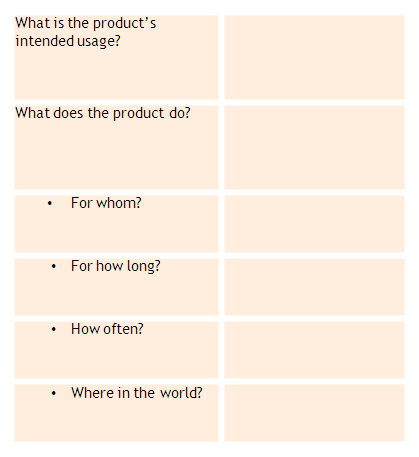 What is the product’s
intended usage?
What does the product do?
• For whom?
• For how long?
• How often?
• Where in the world?